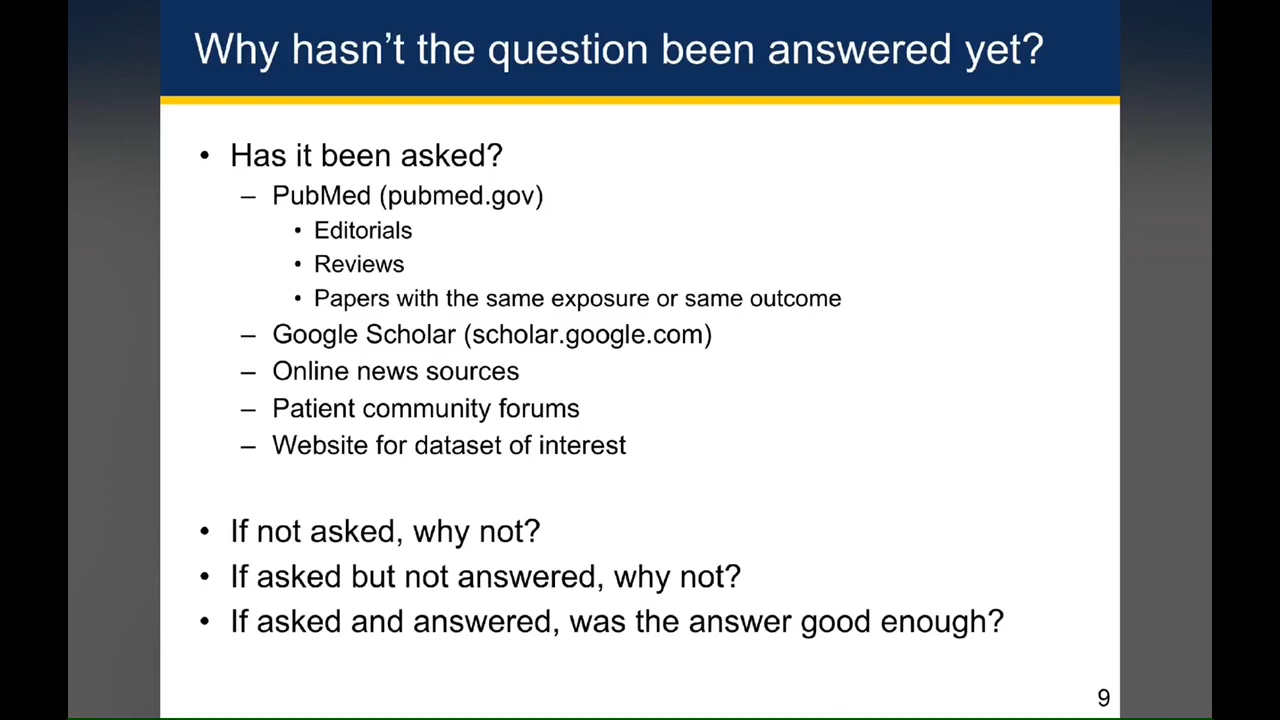 Why hasn’t the question been answered yet?
• Has it been asked?
– PubMed (pubmed.gov)
• Editorials
• Reviews
• Papers with the same exposure or same outcome
– Google Scholar (scholar.google.com)
– Online news sources
– Patient community forums
– Website for dataset of interest
• If not asked, why not?
• If asked but not answered, why not?
• If asked and answered, was the answer good enough?
9